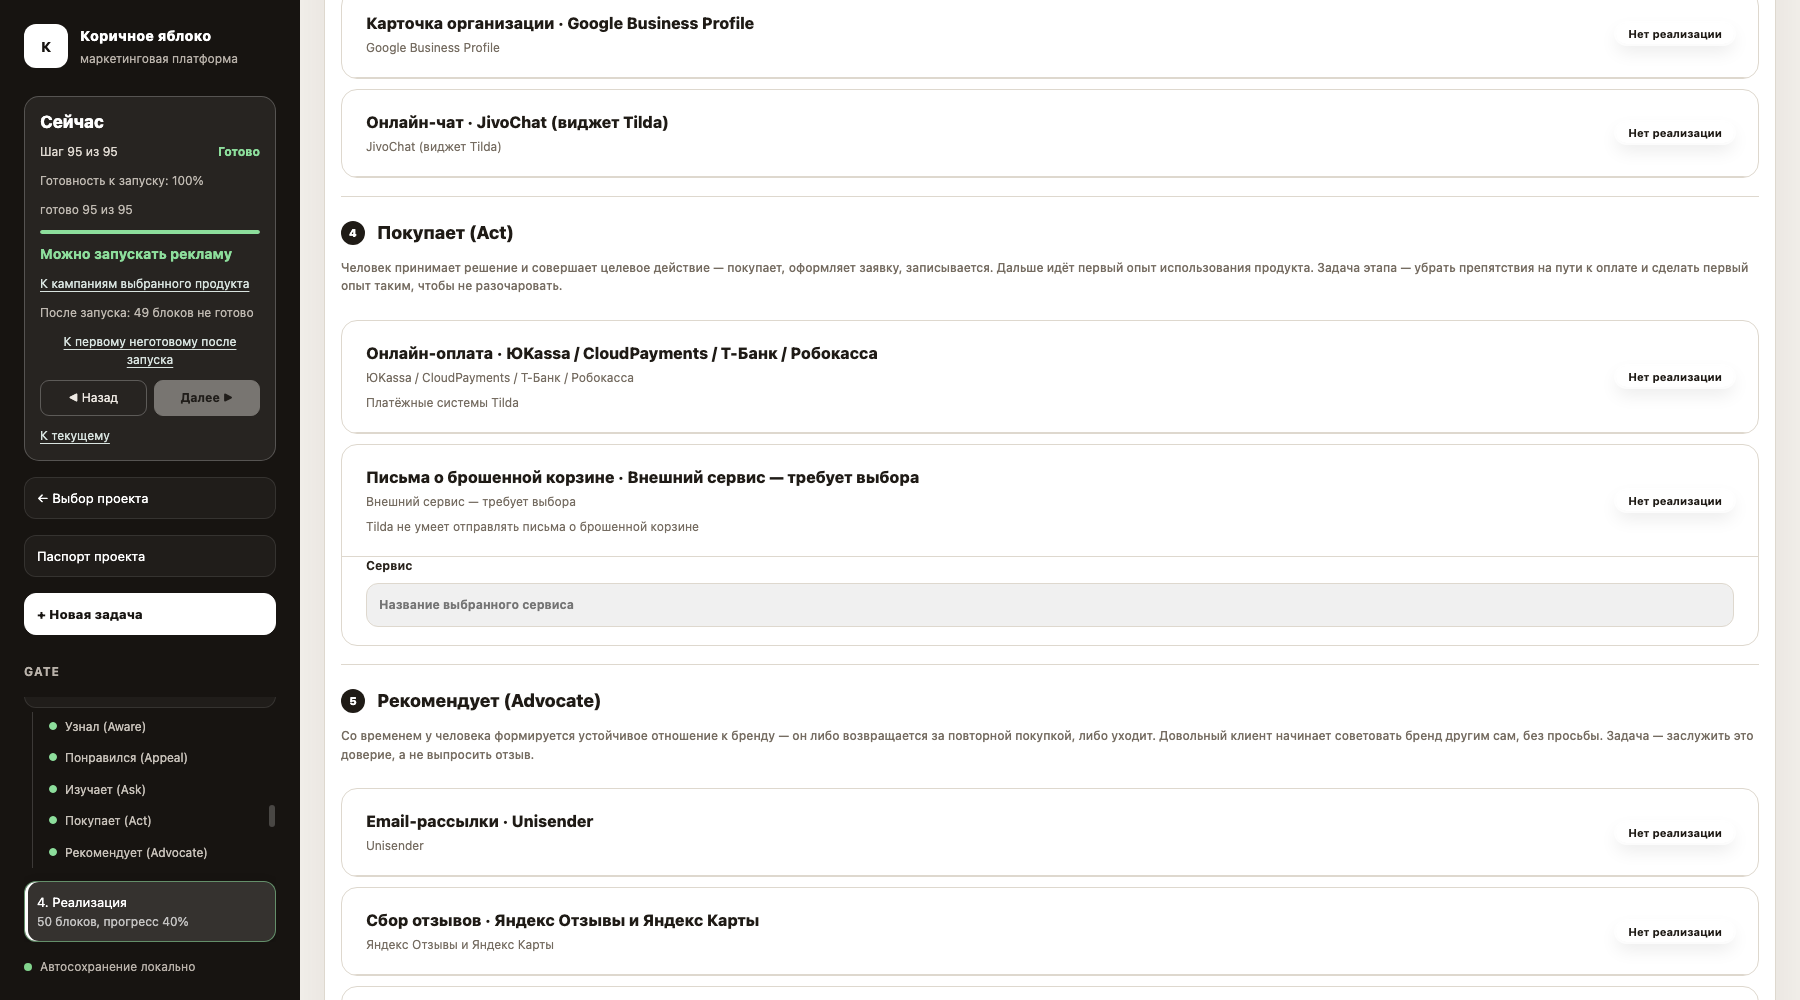 К
Коричное яблоко
маркетинговая платформа
Сейчас
Шаг 95 из 95
Готово
Готовность к запуску: 100%
готово 95 из 95
Можно запускать рекламу
К кампаниям выбранного продукта
После запуска: 49 блоков не готово
К первому неготовому после
запуска
◀ Назад
Далее ▶
К текущему
← Выбор проекта
Паспорт проекта
+ Новая задача
GATE
Узнал (Aware)
Понравился (Appeal)
Изучает (Ask)
Покупает (Act)
Рекомендует (Advocate)
4. Реализация
50 блоков, прогресс 40%
Автосохранение локально
Карточка организации · Google Business Profile
Google Business Profile
Нет реализации
Онлайн-чат · JivoChat (виджет Tilda)
JivoChat (виджет Tilda)
Нет реализации
4 Покупает (Act)
Человек принимает решение и совершает целевое действие — покупает, оформляет заявку, записывается. Дальше идёт первый опыт использования продукта. Задача этапа — убрать препятствия на пути к оплате и сделать первый
опыт таким, чтобы не разочаровать.
Онлайн-оплата · ЮKassa / CloudPayments / Т-Банк / Робокасса
ЮKassa / CloudPayments / Т-Банк / Робокасса
Платёжные системы Tilda
Нет реализации
Письма о брошенной корзине · Внешний сервис — требует выбора
Внешний сервис — требует выбора
Tilda не умеет отправлять письма о брошенной корзине
Нет реализации
Сервис
Название выбранного сервиса
5 Рекомендует (Advocate)
Со временем у человека формируется устойчивое отношение к бренду — он либо возвращается за повторной покупкой, либо уходит. Довольный клиент начинает советовать бренд другим сам, без просьбы. Задача — заслужить это
доверие, а не выпросить отзыв.
Email-рассылки · Unisender
Unisender
Нет реализации
Сбор отзывов · Яндекс Отзывы и Яндекс Карты
Яндекс Отзывы и Яндекс Карты
Нет реализации